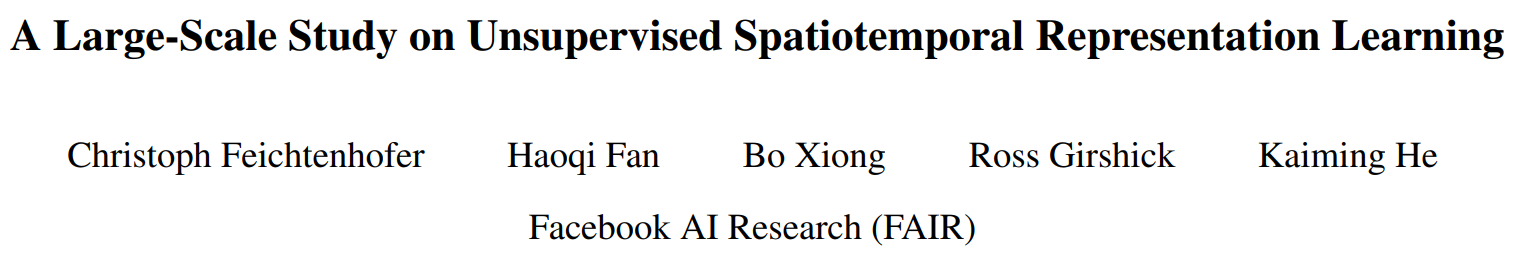 A Large-Scale Study on Unsupervised Spatiotemporal Representation Learning
Christoph Feichtenhofer Haoqi Fan Bo Xiong Ross Girshick Kaiming He
Facebook AI Research (FAIR)